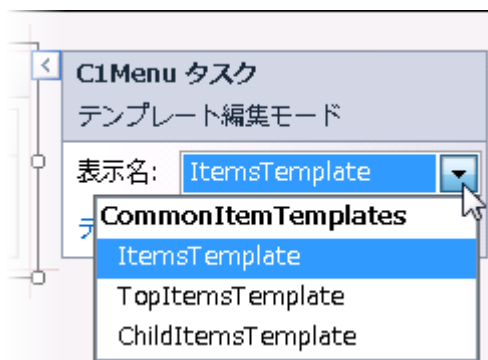 C1Menu タスク
テンプレート編集モード
表示名: ItemsTemplate
CommonItemTemplates
ItemsTemplate
TopItemsTemplate
ChildItemsTemplate